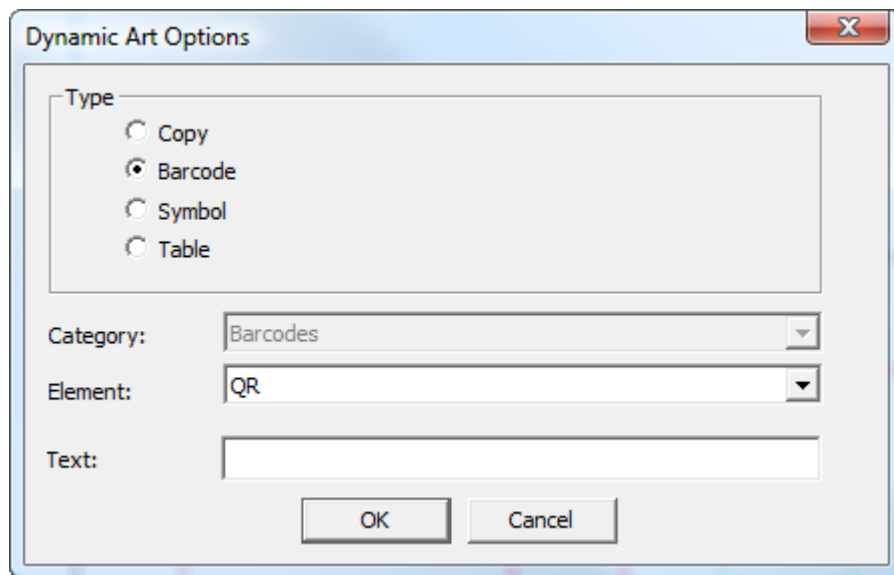 Dynamic Art Options
Type
Copy
Barcode
Symbol
Table
Category: Barcodes
Element: QR
Text:
OK Cancel